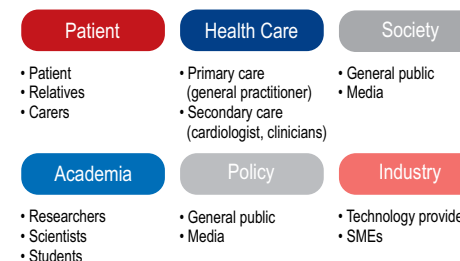 Patient
• Patient
• Relatives
• Carers
Health Care
• Primary care
(general practitioner)
• Secondary care
(cardiologist, clinicians)
Society
• General public
• Media
Academia
• Researchers
• Scientists
• Students
Policy
• General public
• Media
Industry
• Technology provide
• SMEs